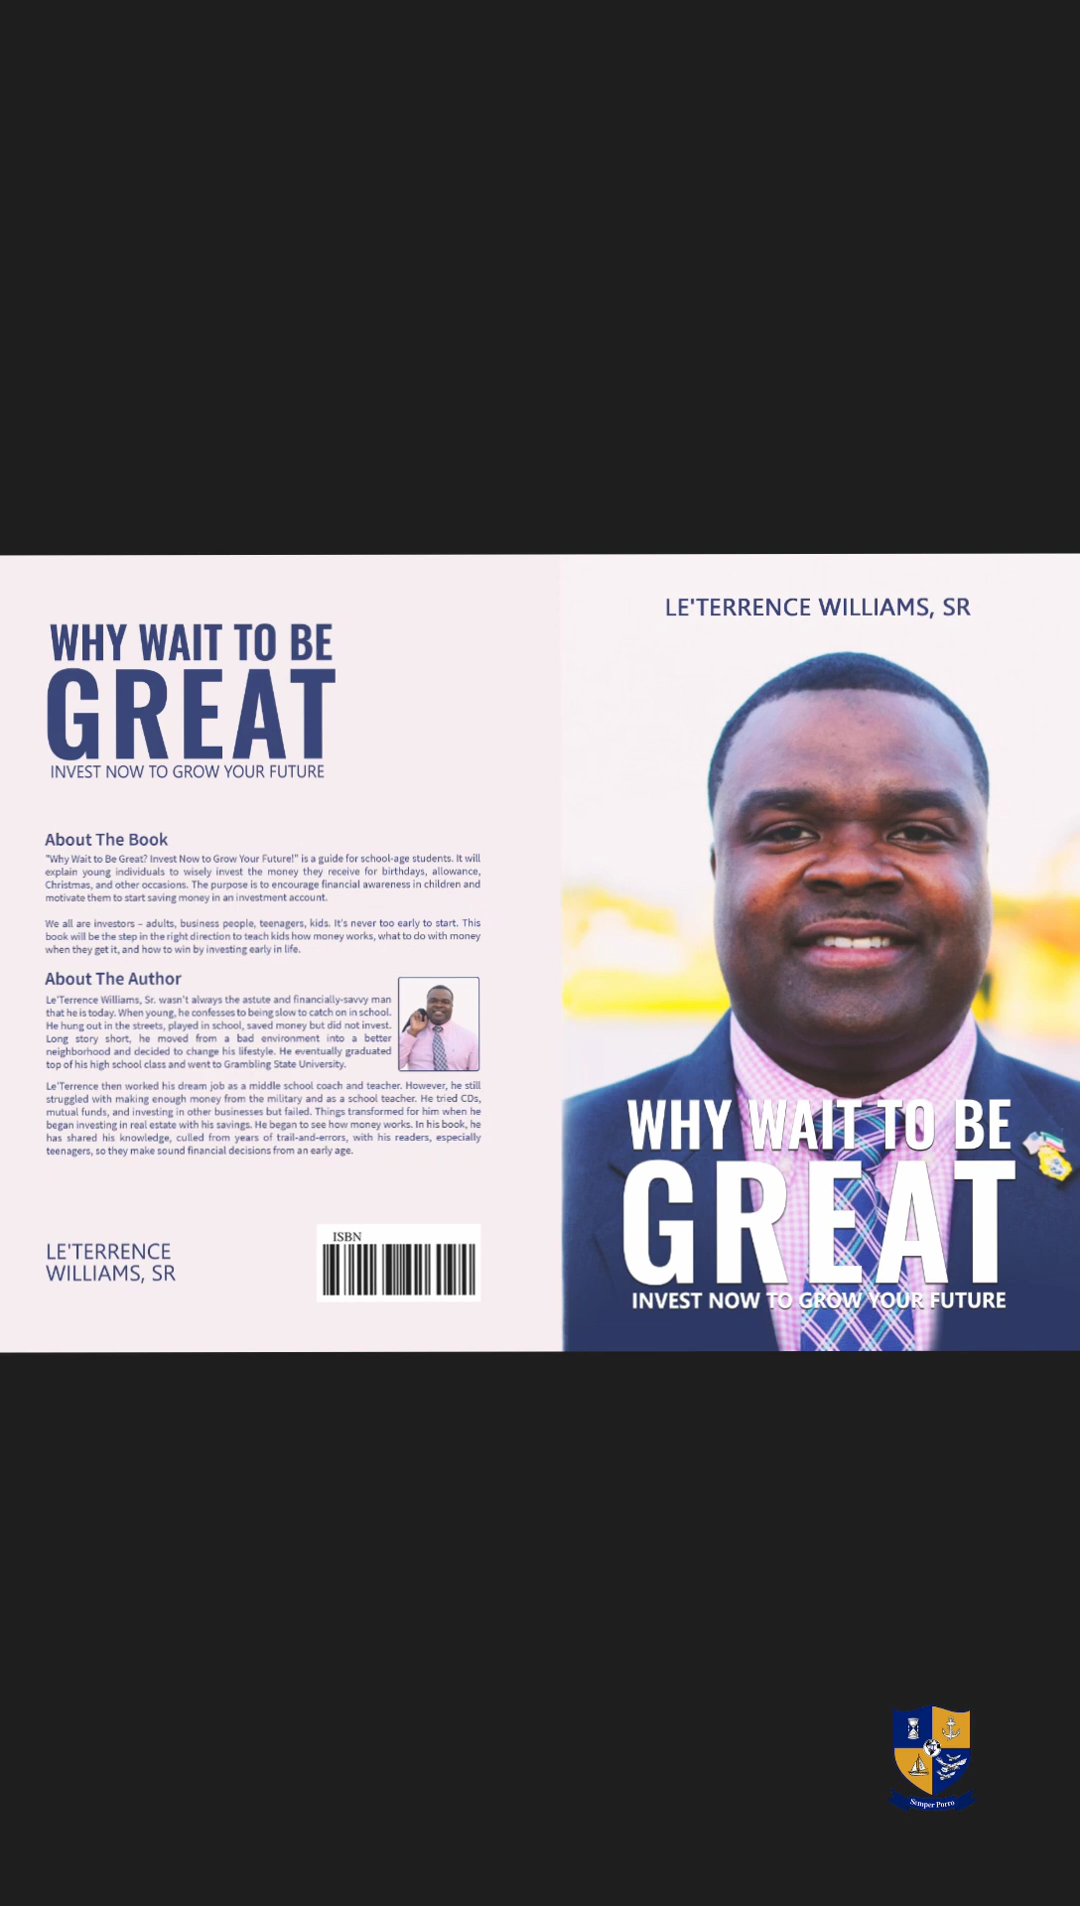 WHY WAIT TO BE
GREAT
INVEST NOW TO GROW YOUR FUTURE
About The Book
"Why Wait to Be Great? Invest Now to Grow Your Future!" is a guide for school-age students. It will
explain young individuals to wisely invest the money they receive for birthdays, allowance,
Christmas, and other occasions. The purpose is to encourage financial awareness in children and
motivate them to start saving money in an investment account.
We all are investors – adults, business people, teenagers, kids. It's never too early to start. This
book will be the step in the right direction to teach kids how money works, what to do with money
when they get it, and how to win by investing early in life.
About The Author
Le'Terrence Williams, Sr. wasn't always the astute and financially-savvy man
that he is today. When young, he confesses to being slow to catch on in school.
He hung out in the streets, played in school, saved money but did not invest.
Long story short, he moved from a bad environment into a better
neighborhood and decided to change his lifestyle. He eventually graduated
top of his high school class and went to Grambling State University.
Le'Terrence then worked his dream job as a middle school coach and teacher. However, he still
struggled with making enough money from the military and as a school teacher. He tried CDs,
mutual funds, and investing in other businesses but failed. Things transformed for him when he
began investing in real estate with his savings. He began to see how money works. In his book, he
has shared his knowledge, culled from years of trail-and-errors, with his readers, especially
teenagers, so they make sound financial decisions from an early age.
LE'TERRENCE
WILLIAMS, SR
ISBN
LE'TERRENCE WILLIAMS, SR
WHY WAIT TO BE
GREAT
INVEST NOW TO GROW YOUR FUTURE
Semper Porro